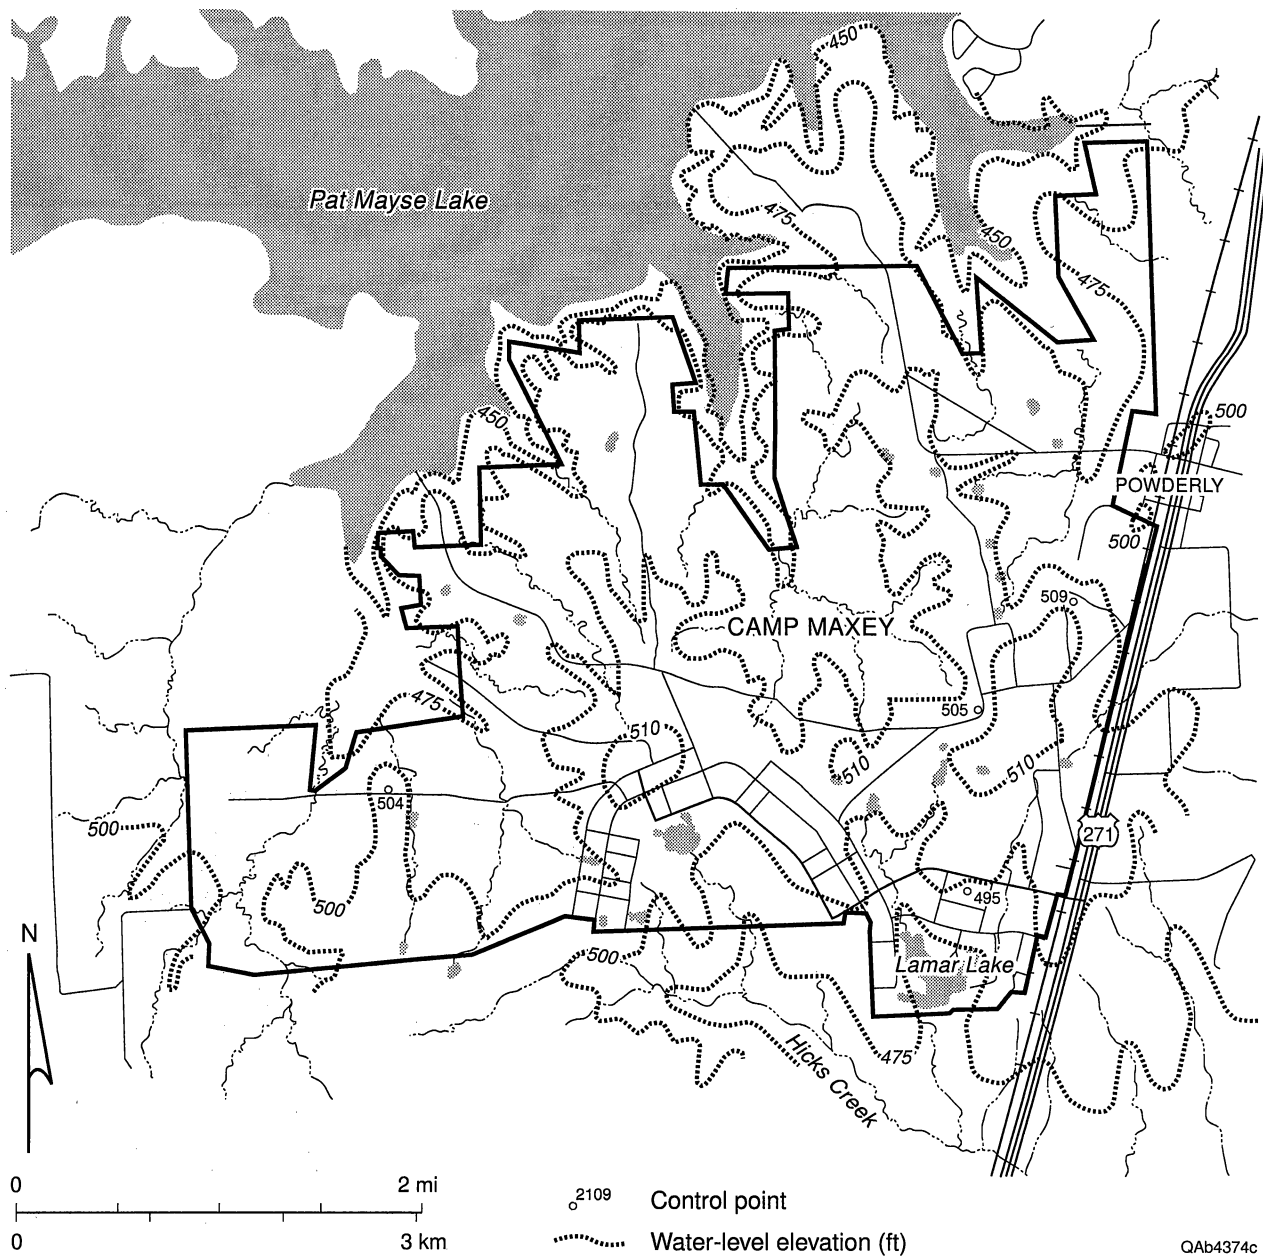 450
Pat Mayse Lake
475
450
475
500
450
POWDERLY
500
509
CAMP MAXEY
475
505
510
510
510
504
500
271
500
495
N
500
Lamar Lake
475
Hicks Creek
0 2 mi
0 3 km
2109 Control point
Water-level elevation (ft)
QAb4374c